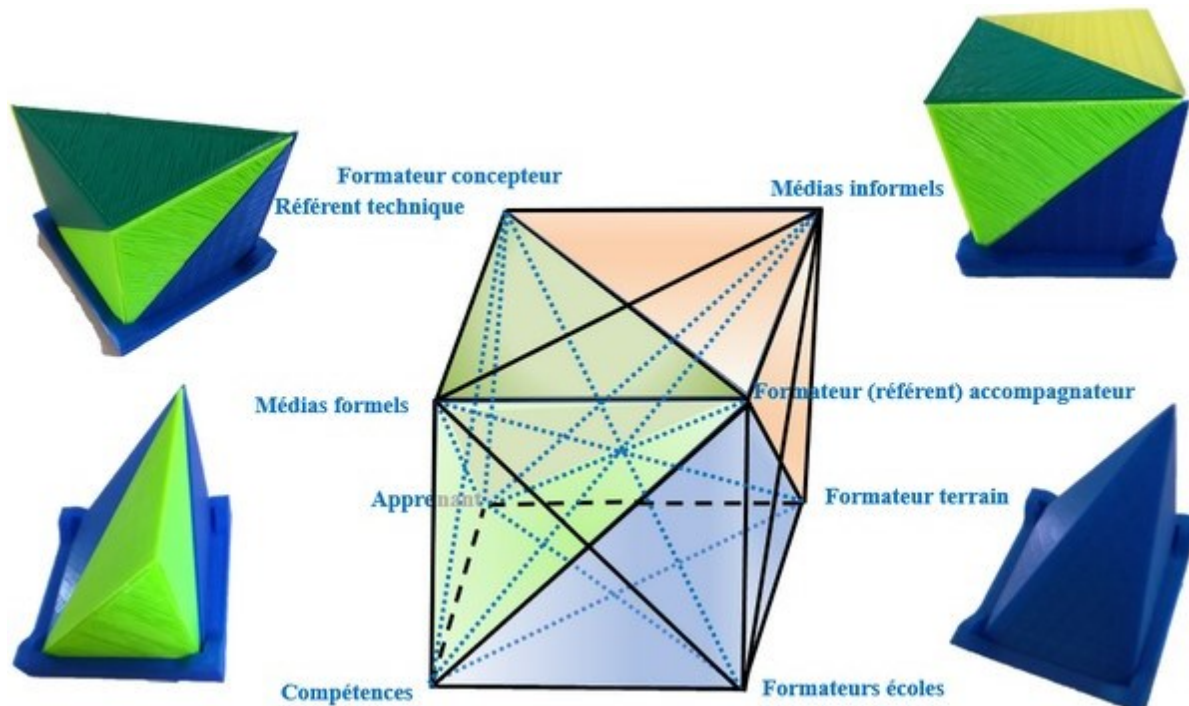 Formateur concepteur
Référent technique
Médias informels
Médias formels
Formateur (référent) accompagnateur
Apprenant
Formateur terrain
Compétences
Formateurs écoles